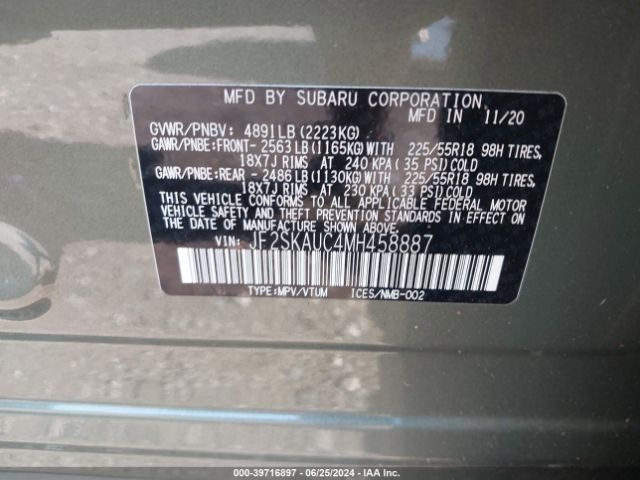 MFD BY SUBARU CORPORATION
MFD IN 11/20
GVWR/PNBV: 4891LB(2223KG)
GAWR/PNBE:FRONT- 2563LB(1165KG)WITH 225/55R18 98H TIRES,
18X7J RIMS AT 240 KPA(35 PSI)COLD
GAWR/PNBE:REAR - 2486LB(1130KG)WITH 225/55R18 98H TIRES,
18X7J RIMS AT 230 KPA(33 PSI)COLD
THIS VEHICLE CONFORMS TO ALL APPLICABLE FEDERAL MOTOR
VEHICLE SAFETY AND THEFT PREVENTION STANDARDS IN EFFECT ON
THE DATE OF MANUFACTURE SHOWN ABOVE.
VIN: JF2SKAUC4MH458887
TYPE:MPV/VTUM ICES/NMB-002
000-39716897 - 06/25/2024 - IAA Inc.